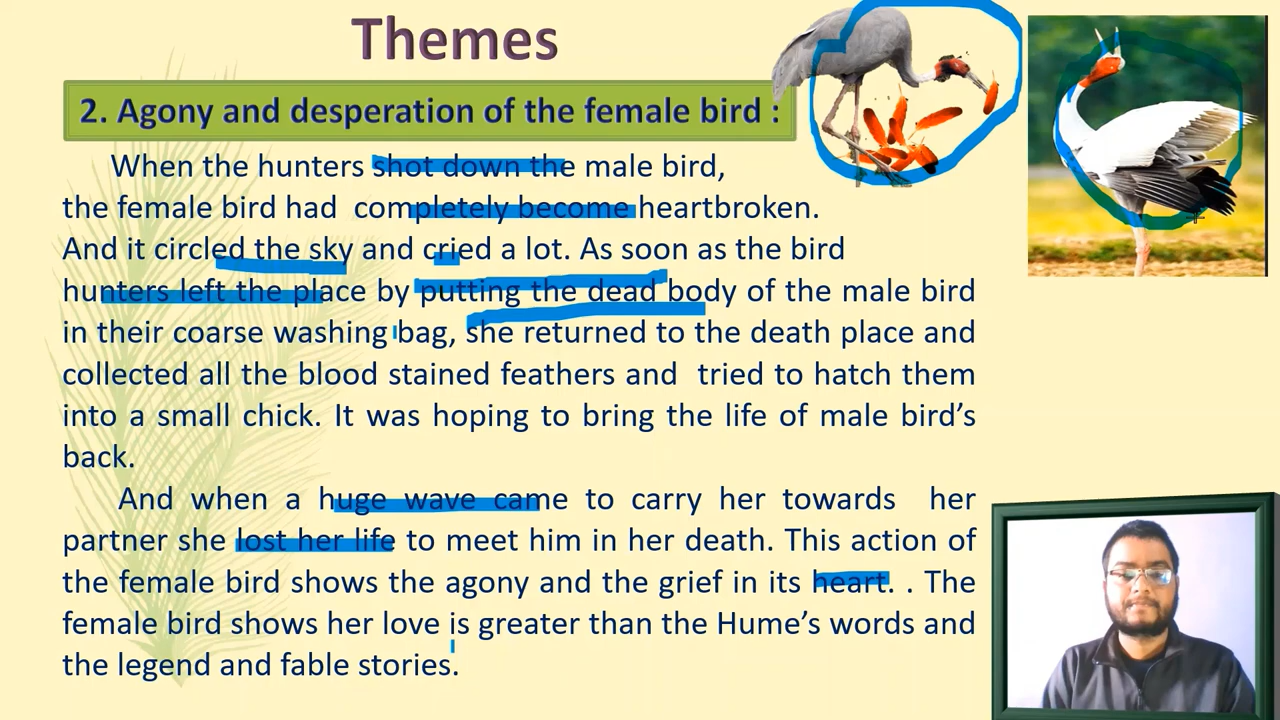 Themes
2. Agony and desperation of the female bird :
When the hunters shot down the male bird,
the female bird had completely become heartbroken.
And it circled the sky and cried a lot. As soon as the bird
hunters left the place by putting the dead body of the male bird
in their coarse washing bag, she returned to the death place and
collected all the blood stained feathers and tried to hatch them
into a small chick. It was hoping to bring the life of male bird’s
back.
And when a huge wave came to carry her towards her
partner she lost her life to meet him in her death. This action of
the female bird shows the agony and the grief in its heart. . The
female bird shows her love is greater than the Hume’s words and
the legend and fable stories.